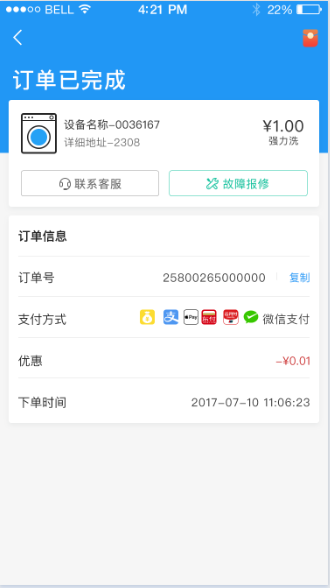 BELL 4:21 PM 22%
订单已完成
设备名称-0036167 ¥1.00
详细地址-2308 强力洗
联系客服 故障报修
订单信息
订单号 25800265000000 复制
支付方式 Pay 微信支付
优惠 -¥0.01
下单时间 2017-07-10 11:06:23